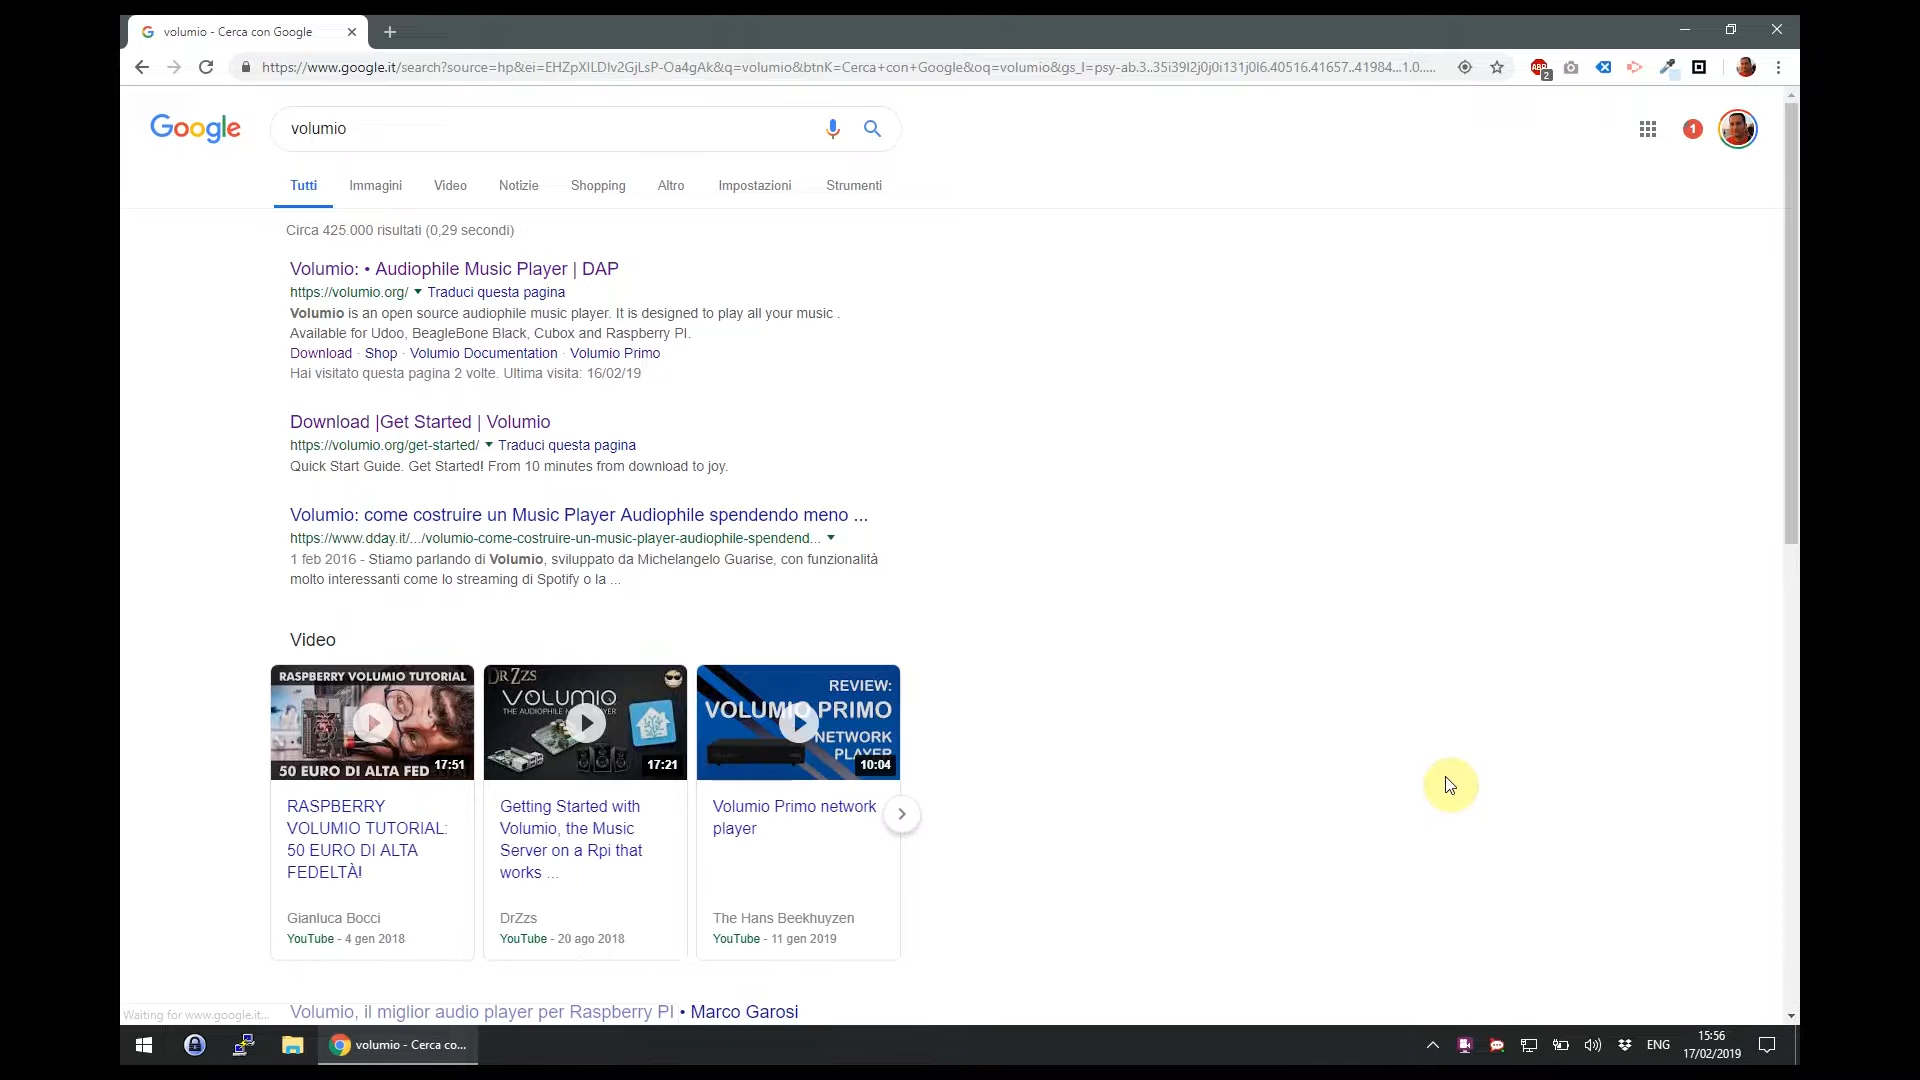 volumio - Cerca con Google
https://www.google.it/search?source=hp&ei=EHZpXILDIv2GjLsP-Oa4gAk&q=volumio&btnK=Cerca+con+Google&oq=volumio&gs_l=psy-ab.3..35i39l2j0j0i131j0l6.40516.41657..41984...1.0.....
2
Google
volumio
1
Tutti Immagini Video Notizie Shopping Altro Impostazioni Strumenti
Circa 425.000 risultati (0,29 secondi)
Volumio: • Audiophile Music Player | DAP
https://volumio.org/ Traduci questa pagina
Volumio is an open source audiophile music player. It is designed to play all your music .
Available for Udoo, BeagleBone Black, Cubox and Raspberry PI.
Download · Shop · Volumio Documentation · Volumio Primo
Hai visitato questa pagina 2 volte. Ultima visita: 16/02/19
Download |Get Started | Volumio
https://volumio.org/get-started/ Traduci questa pagina
Quick Start Guide. Get Started! From 10 minutes from download to joy.
Volumio: come costruire un Music Player Audiophile spendendo meno ...
https://www.dday.it/.../volumio-come-costruire-un-music-player-audiophile-spendend...
1 feb 2016 - Stiamo parlando di Volumio, sviluppato da Michelangelo Guarise, con funzionalità
molto interessanti come lo streaming di Spotify o la ...
Video
RASPBERRY VOLUMIO TUTORIAL
17:51
50 EURO DI ALTA FED
RASPBERRY
VOLUMIO TUTORIAL:
50 EURO DI ALTA
FEDELTÀ!
Gianluca Bocci
YouTube - 4 gen 2018
DR ZZS
VOLUMIO
THE AUDIOPHILE MUSIC PLAYER
17:21
Getting Started with
Volumio, the Music
Server on a Rpi that
works ...
DrZzs
YouTube - 20 ago 2018
REVIEW:
VOLUMIO PRIMO
NETWORK
PLAYER
10:04
Volumio Primo network
player
The Hans Beekhuyzen
YouTube - 11 gen 2019
Volumio, il miglior audio player per Raspberry PI • Marco Garosi
Waiting for www.google.it...
volumio - Cerca co...
ENG
15:56
17/02/2019